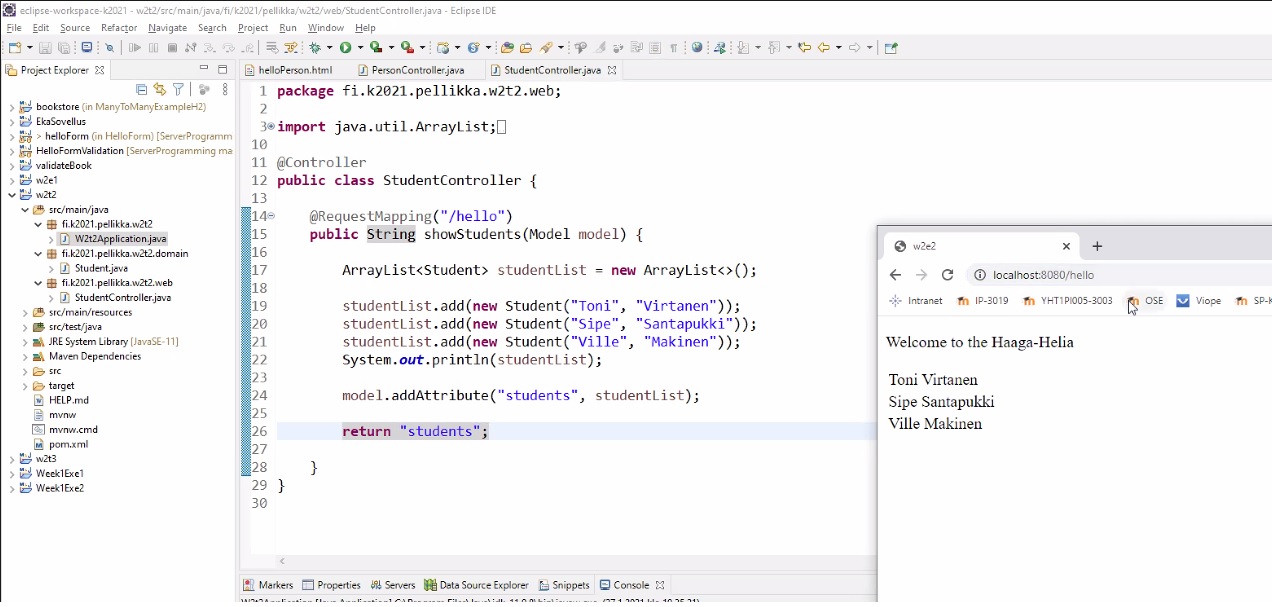 eclipse-workspace-k2021 - w2t2/src/main/java/fi/k2021/pellikka/w2t2/web/StudentController.java - Eclipse IDE
File Edit Source Refactor Navigate Search Project Run Window Help
Project Explorer
helloPerson.html PersonController.java StudentController.java
bookstore (in ManyToManyExampleH2)
EkaSovellus
> helloForm (in HelloForm) [ServerProgramm
HelloFormValidation [ServerProgramming ma
validateBook
w2e1
w2t2
src/main/java
fi.k2021.pellikka.w2t2
W2t2Application.java
fi.k2021.pellikka.w2t2.domain
Student.java
fi.k2021.pellikka.w2t2.web
StudentController.java
src/main/resources
src/test/java
JRE System Library [JavaSE-11]
Maven Dependencies
src
target
HELP.md
mvnw
mvnw.cmd
pom.xml
w2t3
Week1Exe1
Week1Exe2
1 package fi.k2021.pellikka.w2t2.web;
2
3 import java.util.ArrayList;
10
11 @Controller
12 public class StudentController {
13
14 @RequestMapping("/hello")
15 public String showStudents(Model model) {
16
17 ArrayList<Student> studentList = new ArrayList<>();
18
19 studentList.add(new Student("Toni", "Virtanen"));
20 studentList.add(new Student("Sipe", "Santapukki"));
21 studentList.add(new Student("Ville", "Makinen"));
22 System.out.println(studentList);
23
24 model.addAttribute("students", studentList);
25
26 return "students";
27
28 }
29 }
30
Markers Properties Servers Data Source Explorer Snippets Console
w2e2
localhost:8080/hello
Intranet IP-3019 YHT1PI005-3003 OSE Viope SP-K
Welcome to the Haaga-Helia
Toni Virtanen
Sipe Santapukki
Ville Makinen